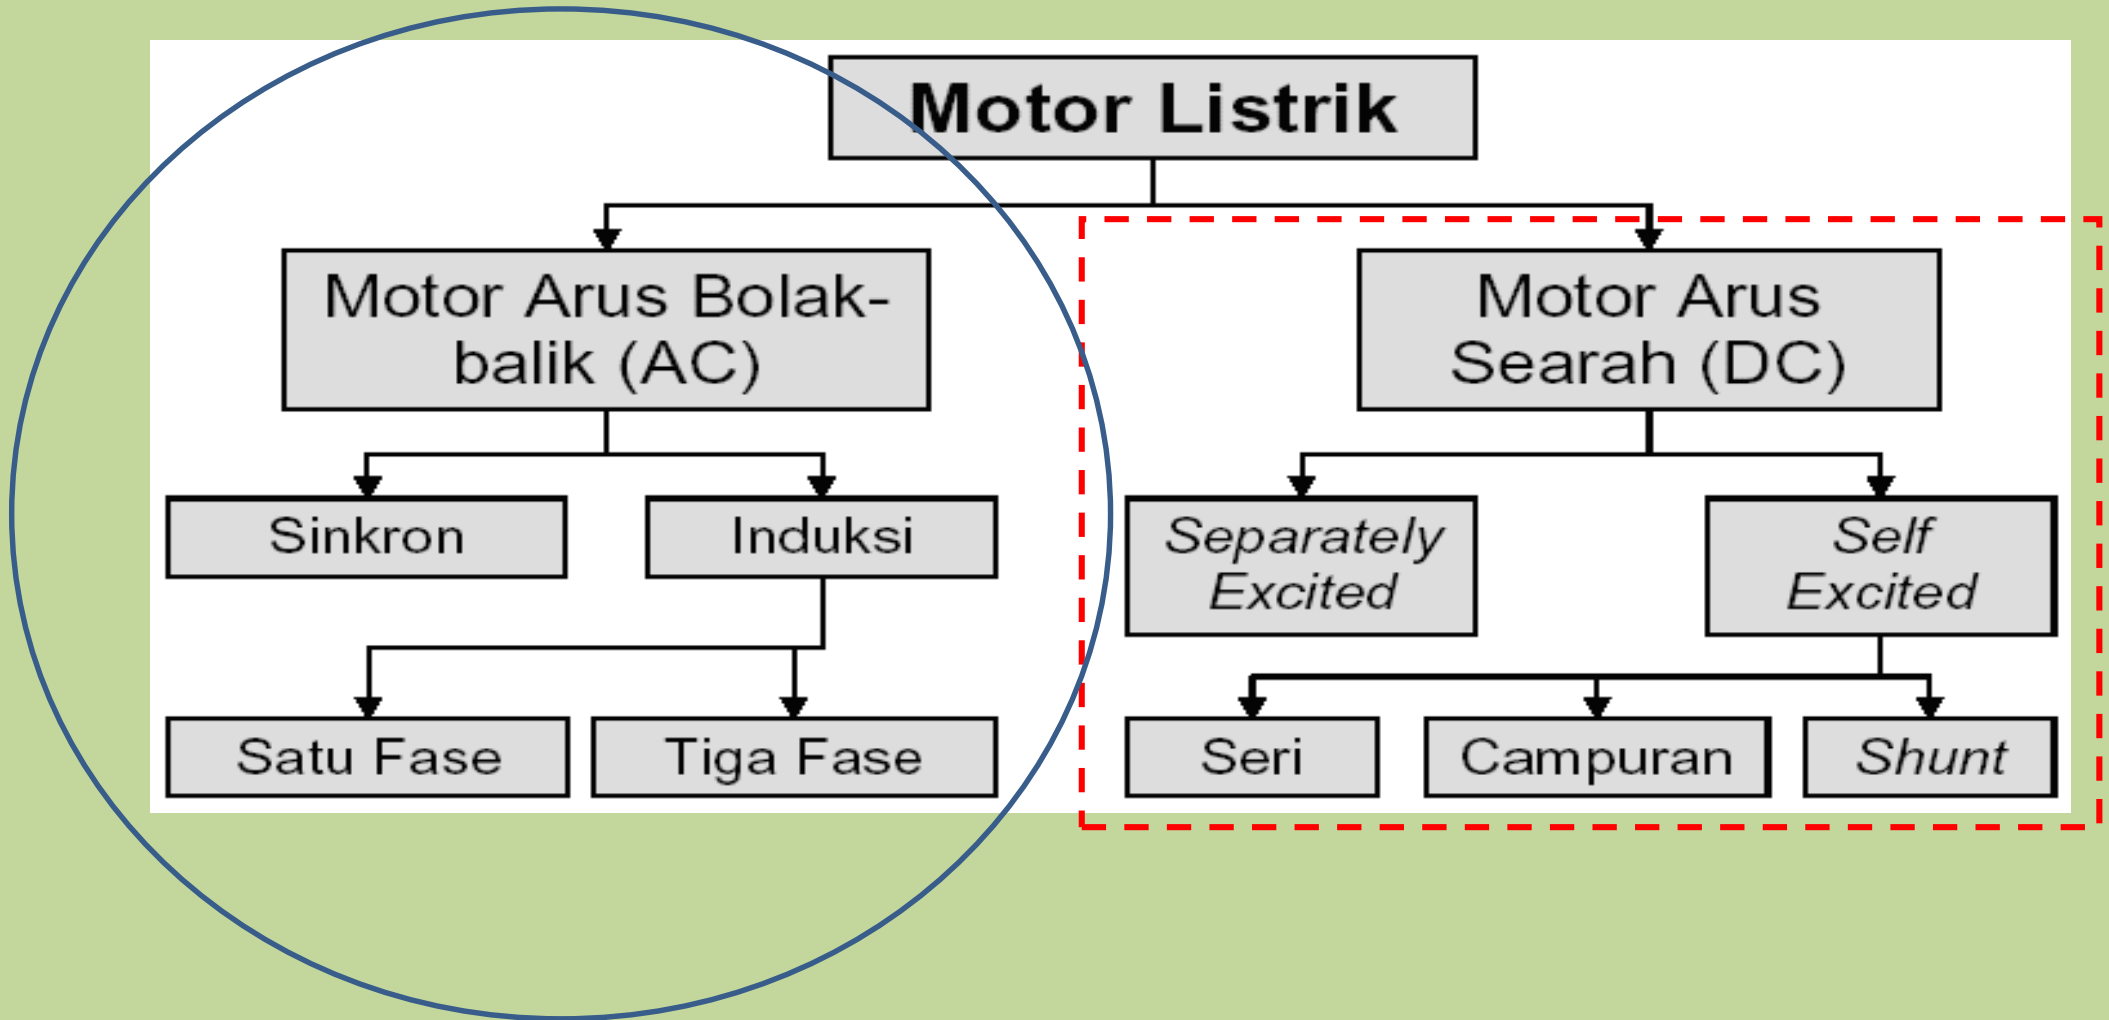 Motor Listrik
Motor Arus Bolak-
balik (AC)
Motor Arus
Searah (DC)
Sinkron
Induksi
Separately
Excited
Self
Excited
Satu Fase
Tiga Fase
Seri
Campuran
Shunt